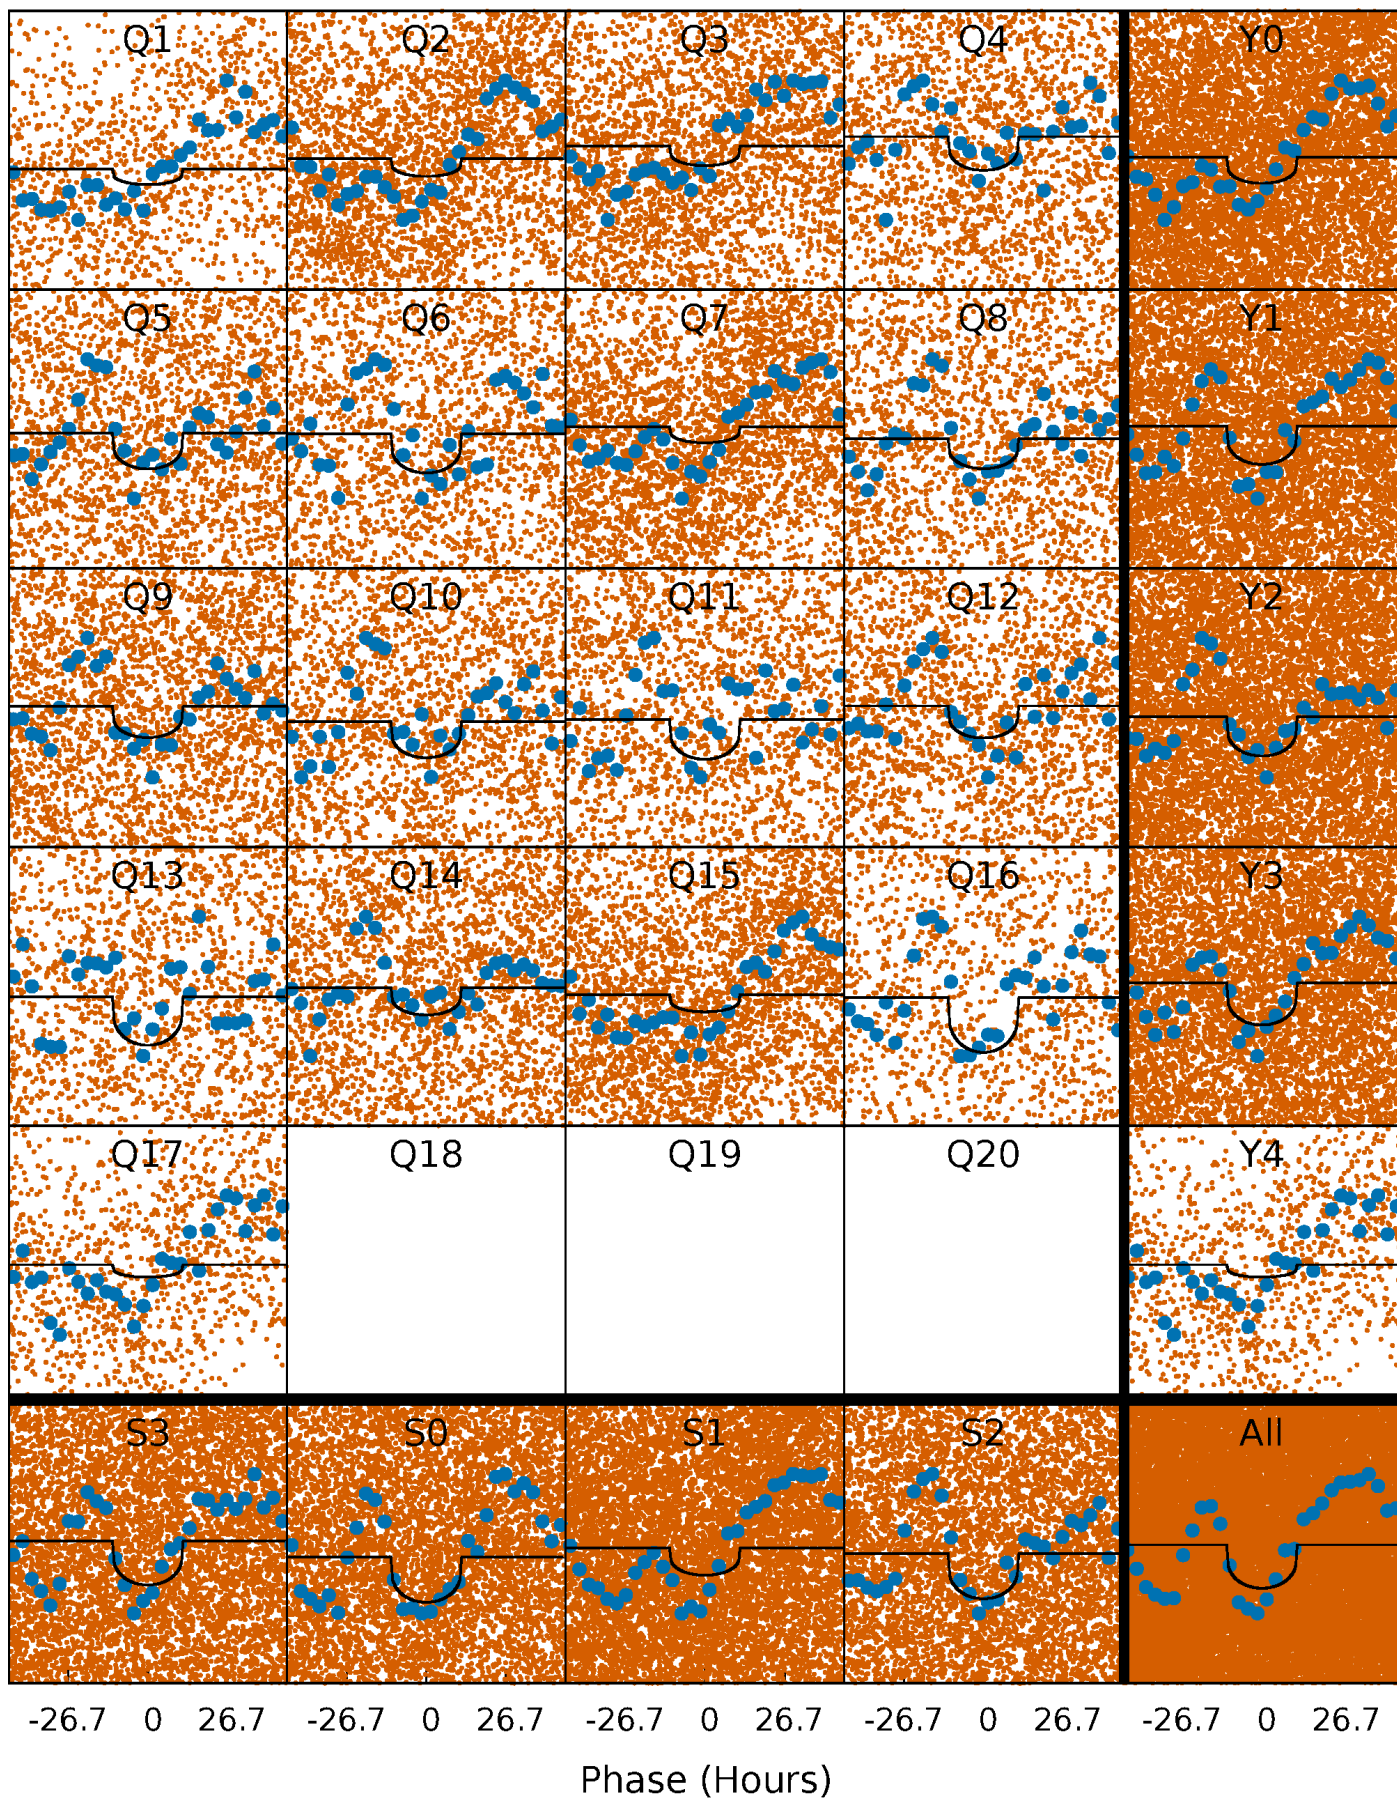 Q1 Q2 Q3 Q4 Y0
Q5 Q6 Q7 Q8 Y1
Q9 Q10 Q11 Q12 Y2
Q13 Q14 Q15 Q16 Y3
Q17 Q18 Q19 Q20 Y4
S3 S0 S1 S2 All
-26.7 0 26.7 -26.7 0 26.7 -26.7 0 26.7 -26.7 0 26.7 -26.7 0 26.7
Phase (Hours)